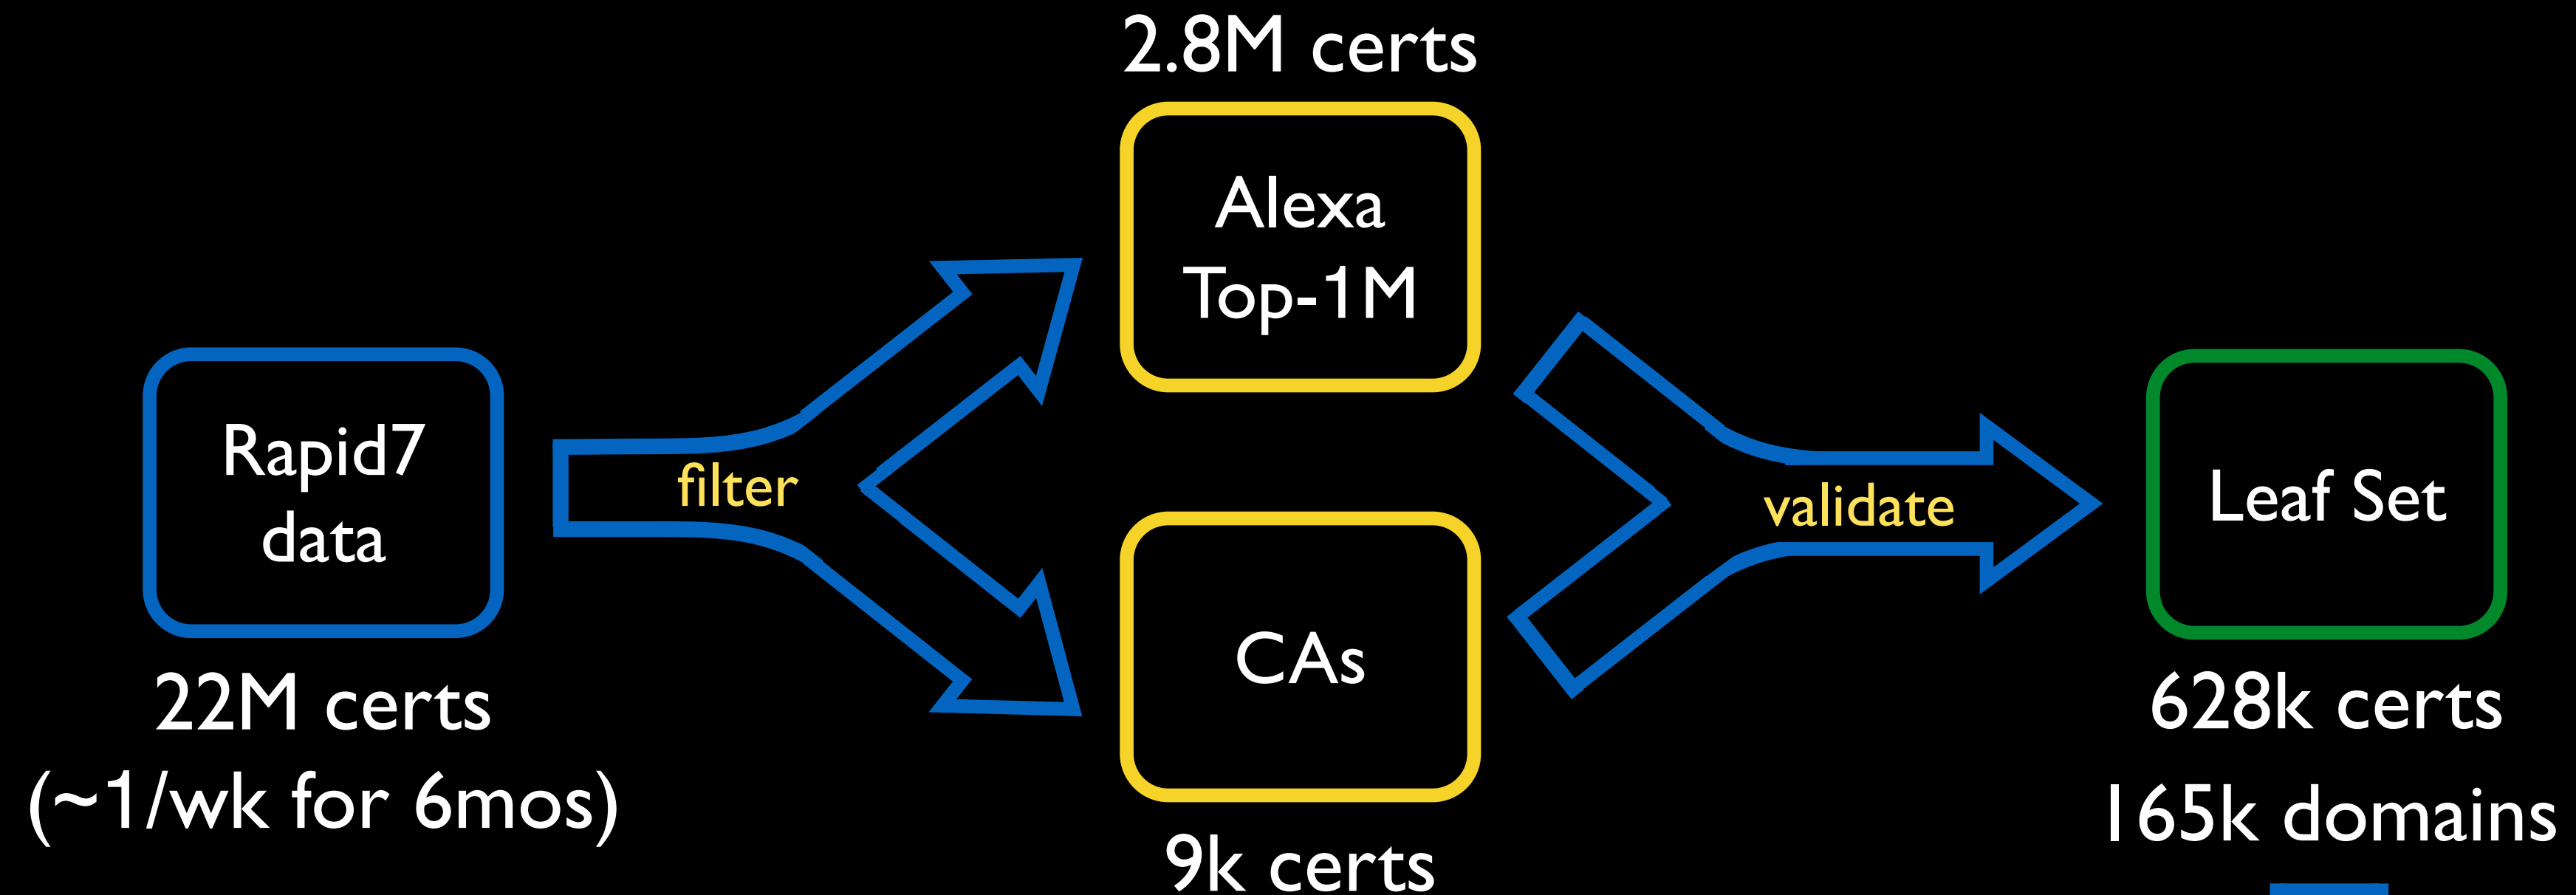 2.8M certs
Alexa
Top-1M
Rapid7
data
22M certs
(~1/wk for 6mos)
filter
CAs
9k certs
validate
Leaf Set
628k certs
165k domains